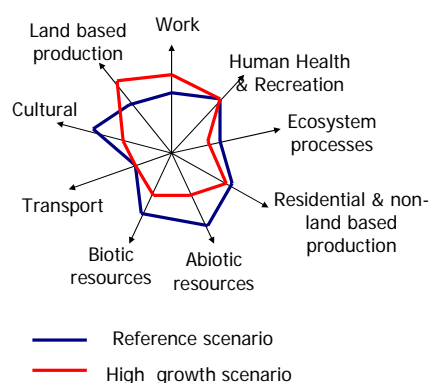 Work
Land based
production
Human Health
& Recreation
Cultural
Ecosystem
processes
Transport
Residential & non-
land based
production
Biotic
resources
Abiotic
resources
Reference scenario
High growth scenario